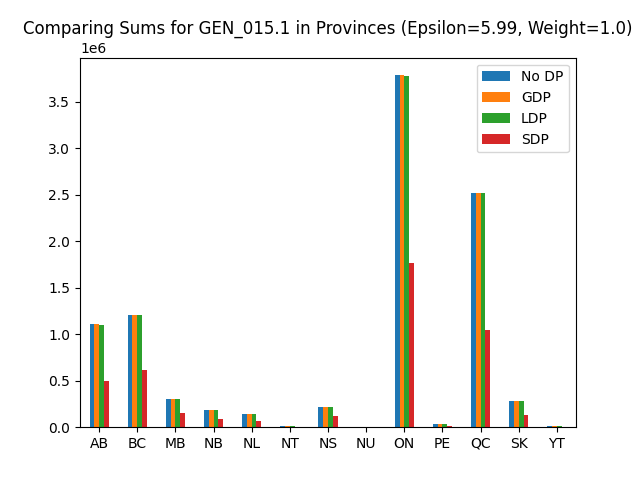 Comparing Sums for GEN_015.1 in Provinces (Epsilon=5.99, Weight=1.0)
1e6
No DP
GDP
LDP
SDP
3.5
3.0
2.5
2.0
1.5
1.0
0.5
0.0
AB BC MB NB NL NT NS NU ON PE QC SK YT